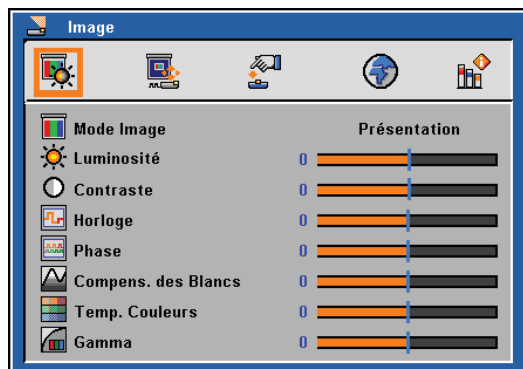 Image
Mode Image Présentation
Luminosité 0
Contraste 0
Horloge 0
Phase 0
Compens. des Blancs 0
Temp. Couleurs 0
Gamma 0